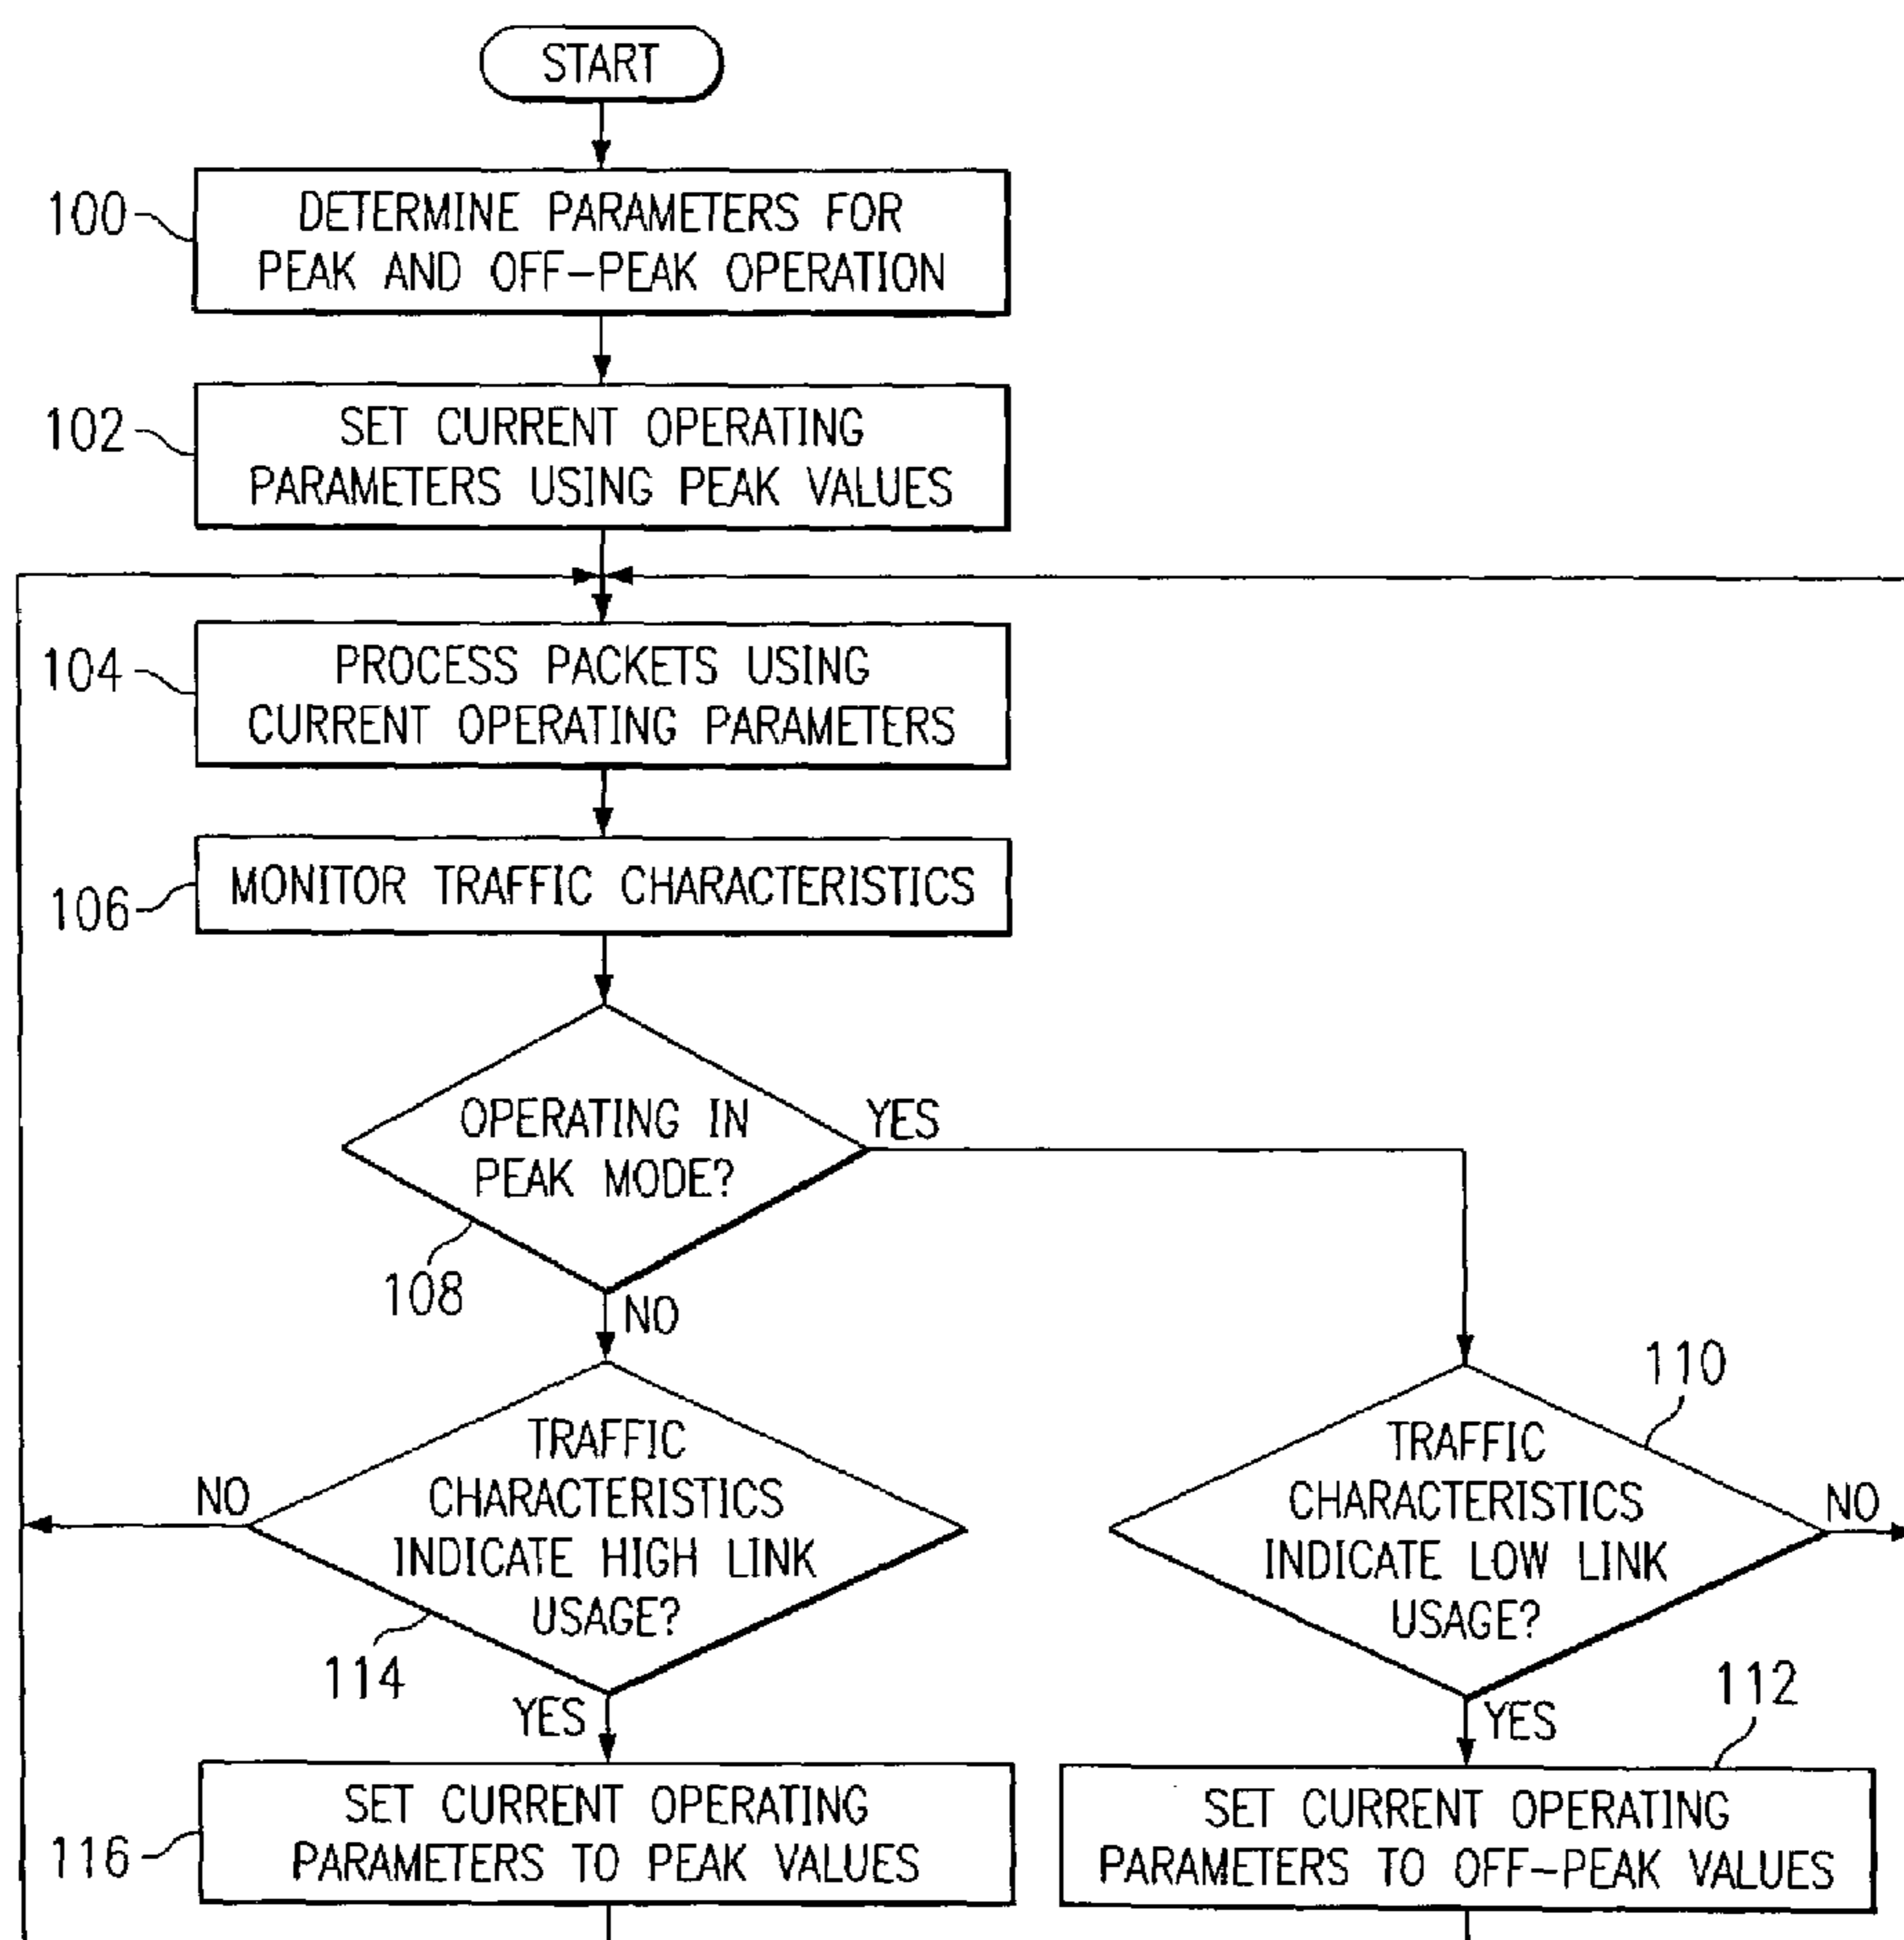 START
100
DETERMINE PARAMETERS FOR
PEAK AND OFF-PEAK OPERATION
102
SET CURRENT OPERATING
PARAMETERS USING PEAK VALUES
104
PROCESS PACKETS USING
CURRENT OPERATING PARAMETERS
106
MONITOR TRAFFIC CHARACTERISTICS
OPERATING IN
PEAK MODE?
YES
108
NO
TRAFFIC
CHARACTERISTICS
INDICATE HIGH LINK
USAGE?
NO
114
YES
110
TRAFFIC
CHARACTERISTICS
INDICATE LOW LINK
USAGE?
NO
YES
112
116
SET CURRENT OPERATING
PARAMETERS TO PEAK VALUES
SET CURRENT OPERATING
PARAMETERS TO OFF-PEAK VALUES